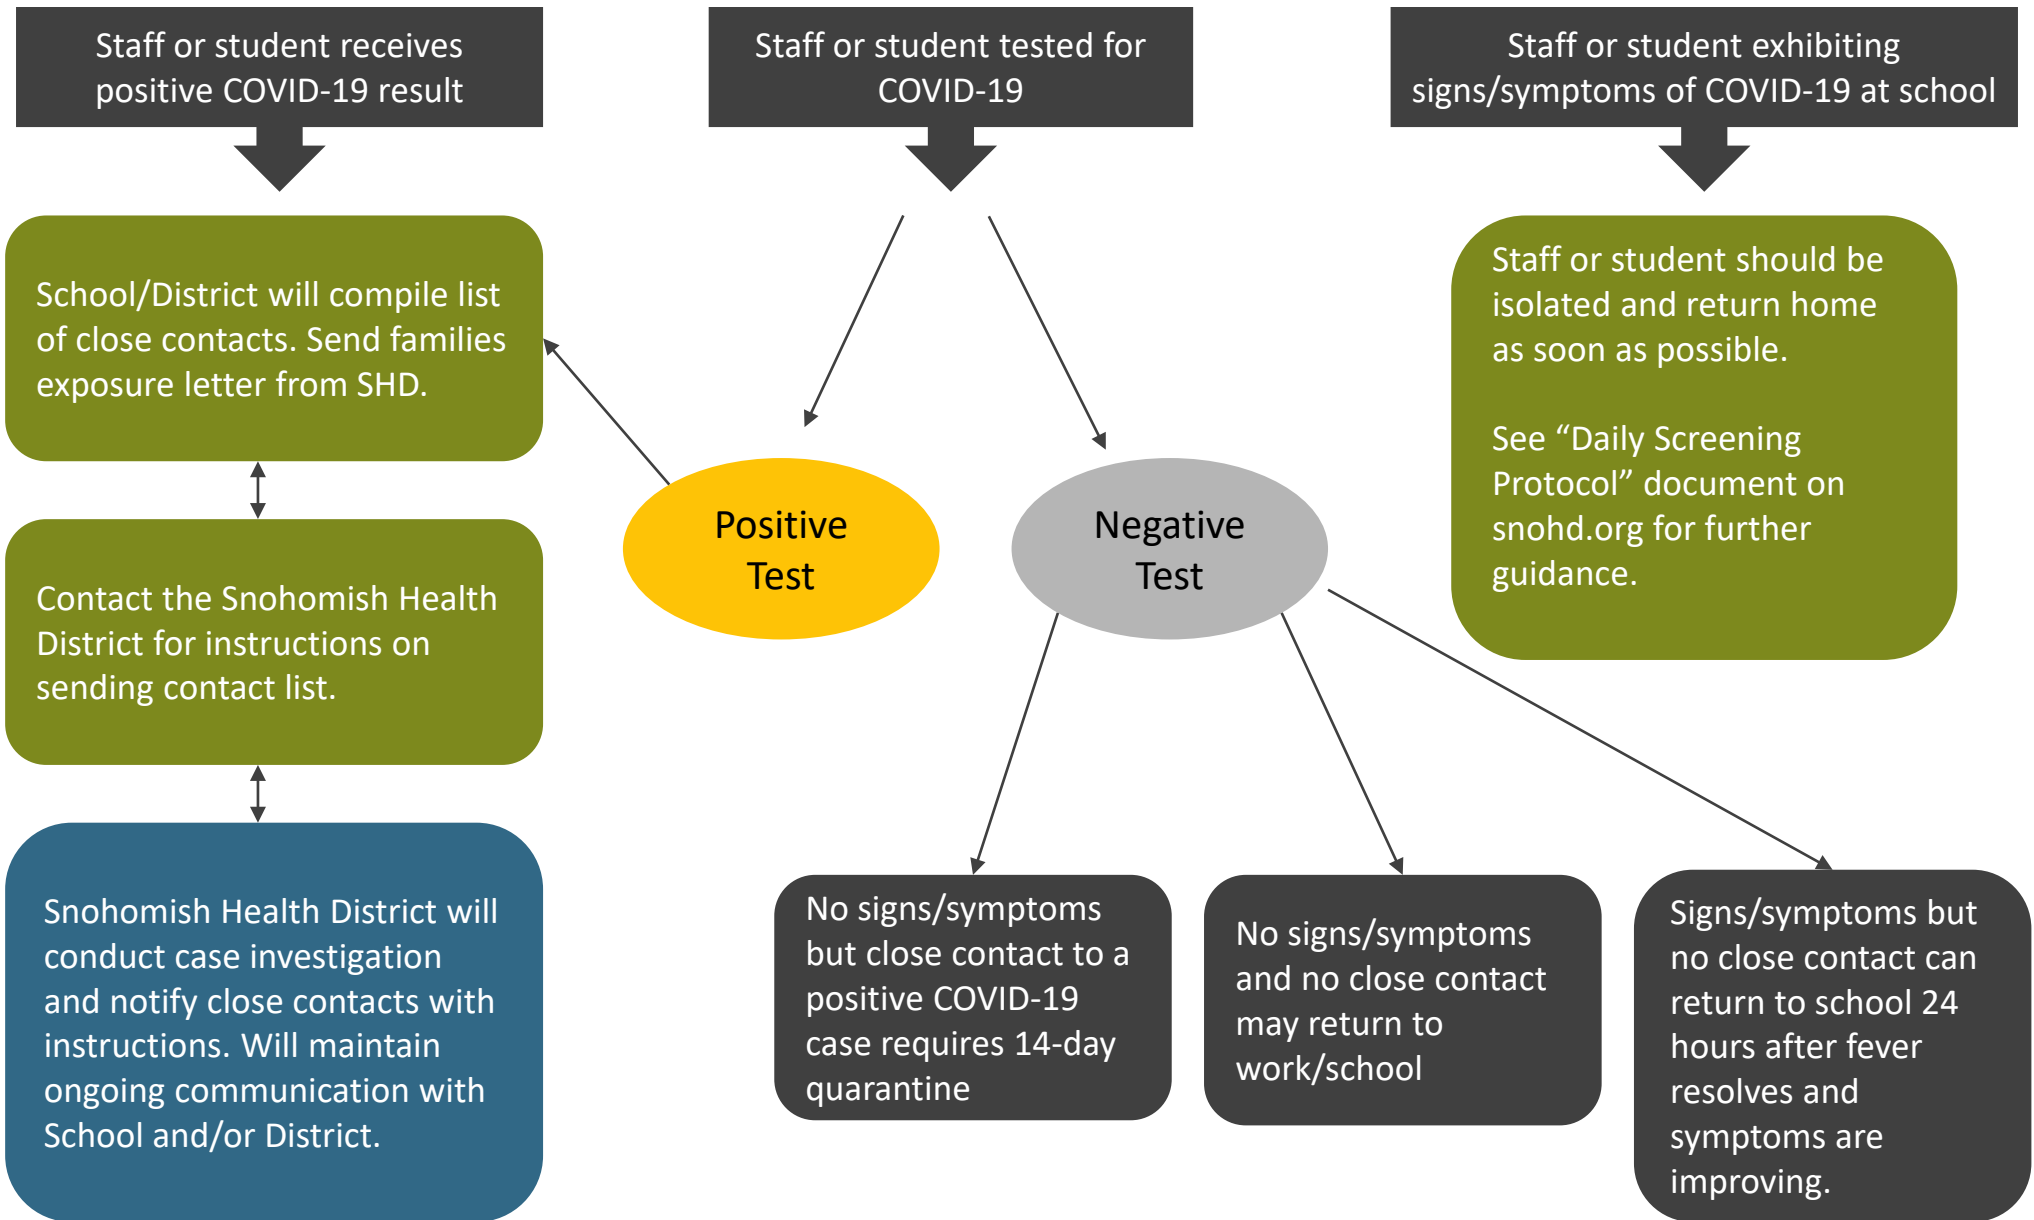 Staff or student receives
positive COVID-19 result
Staff or student tested for
COVID-19
Staff or student exhibiting
signs/symptoms of COVID-19 at school
School/District will compile list
of close contacts. Send families
exposure letter from SHD.
Contact the Snohomish Health
District for instructions on
sending contact list.
Snohomish Health District will
conduct case investigation
and notify close contacts with
instructions. Will maintain
ongoing communication with
School and/or District.
Positive
Test
Negative
Test
Staff or student should be
isolated and return home
as soon as possible.
See “Daily Screening
Protocol” document on
snohd.org for further
guidance.
No signs/symptoms
but close contact to a
positive COVID-19
case requires 14-day
quarantine
No signs/symptoms
and no close contact
may return to
work/school
Signs/symptoms but
no close contact can
return to school 24
hours after fever
resolves and
symptoms are
improving.